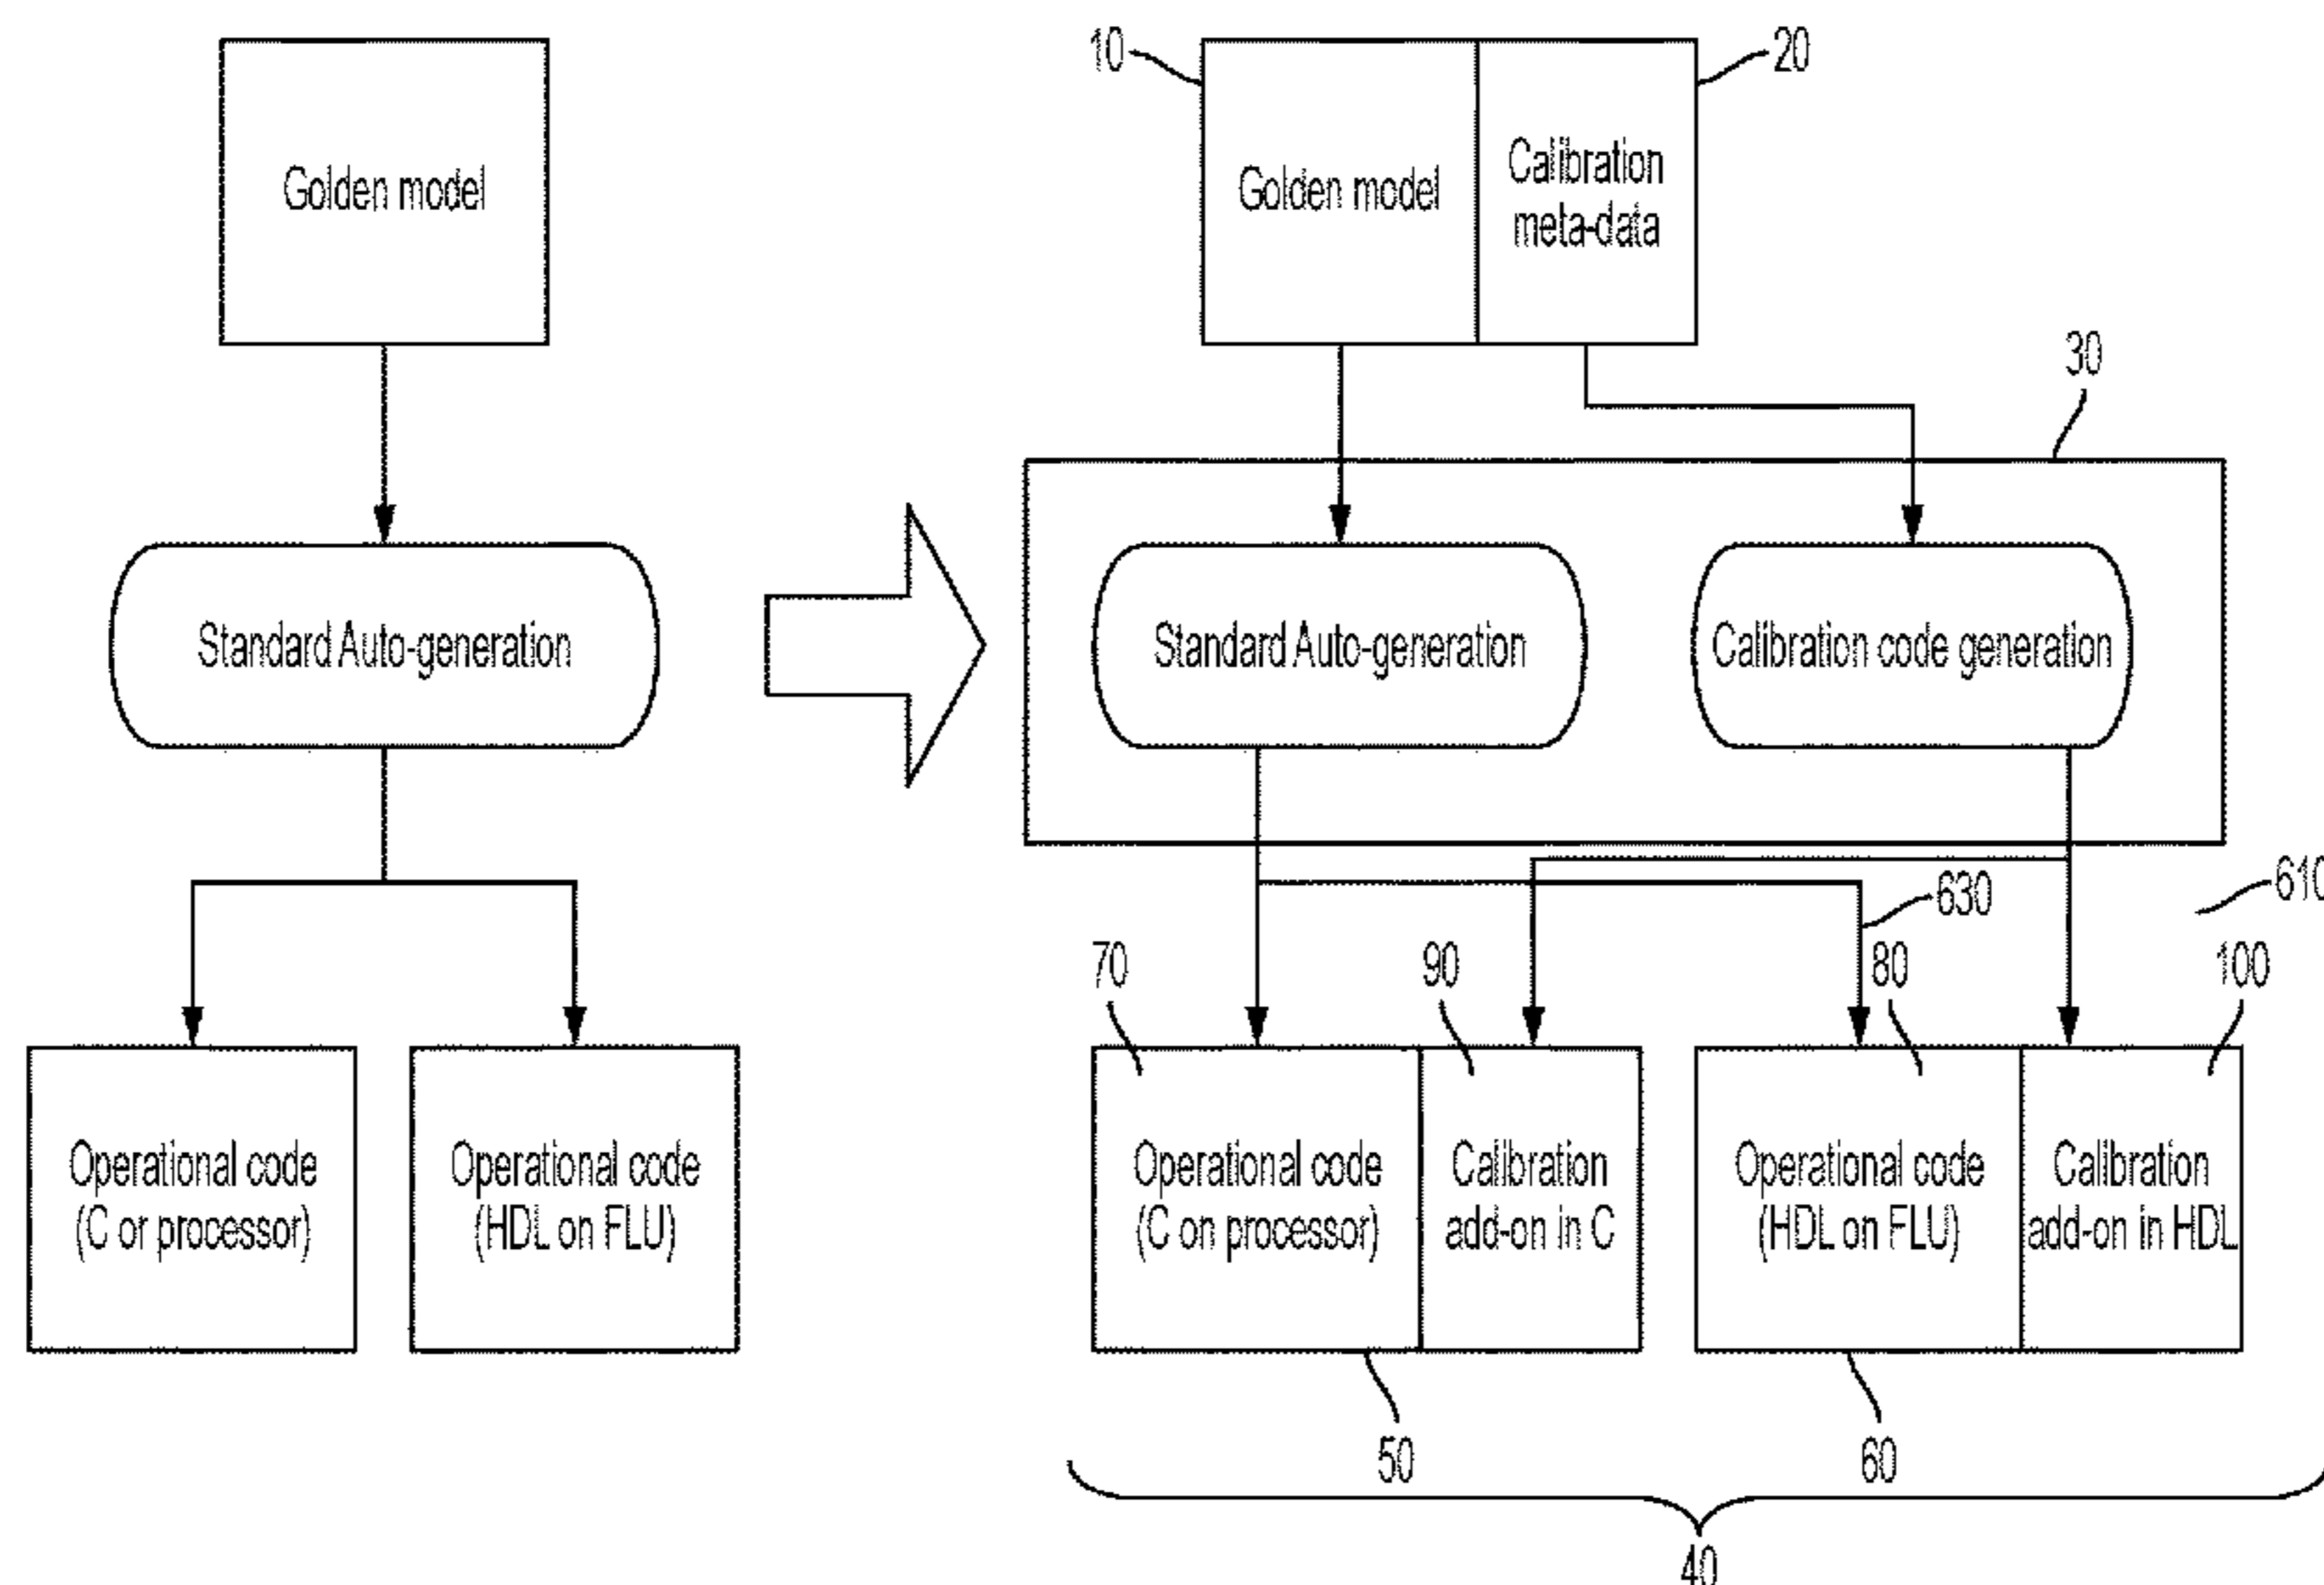 Golden model
Standard Auto-generation
Operational code
(C or processor)
Operational code
(HDL on FLU)
10
20
Golden model
Calibration
meta-data
30
Standard Auto-generation
Calibration code generation
630
610
70
90
80
100
Operational code
(C on processor)
Calibration
add-on in C
Operational code
(HDL on FLU)
Calibration
add-on in HDL
50
60
40